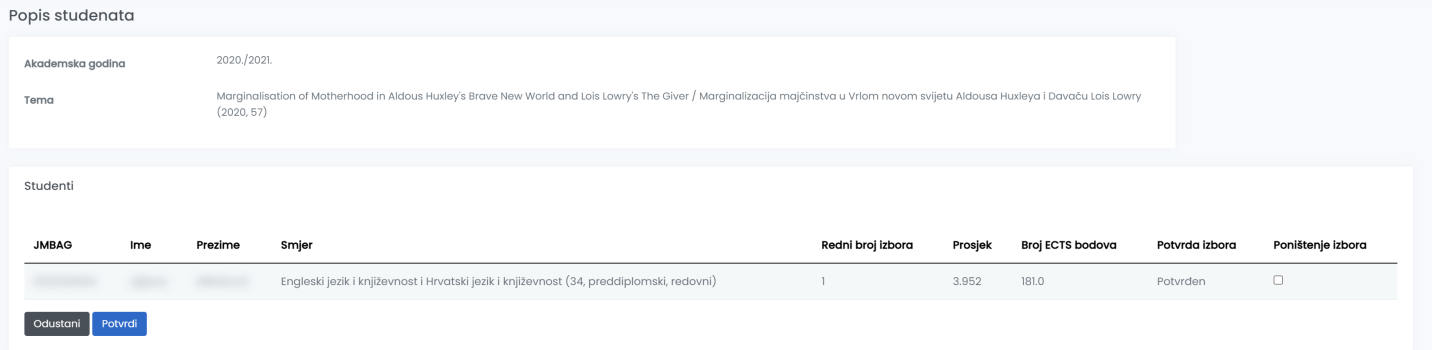 Popis studenata
Akademska godina 2020./2021.
Tema Marginalisation of Motherhood in Aldous Huxley's Brave New World and Lois Lowry's The Giver / Marginalizacija majčinstva u Vrlom novom svijetu Aldousa Huxleya i Davaču Lois Lowry
(2020, 57)
Studenti
JMBAG Ime Prezime Smjer Redni broj izbora Prosjek Broj ECTS bodova Potvrda izbora Poništenje izbora
Engleski jezik i književnost i Hrvatski jezik i književnost (34, preddiplomski, redovni) 1 3.952 181.0 Potvrđen
Odustani Potvrdi